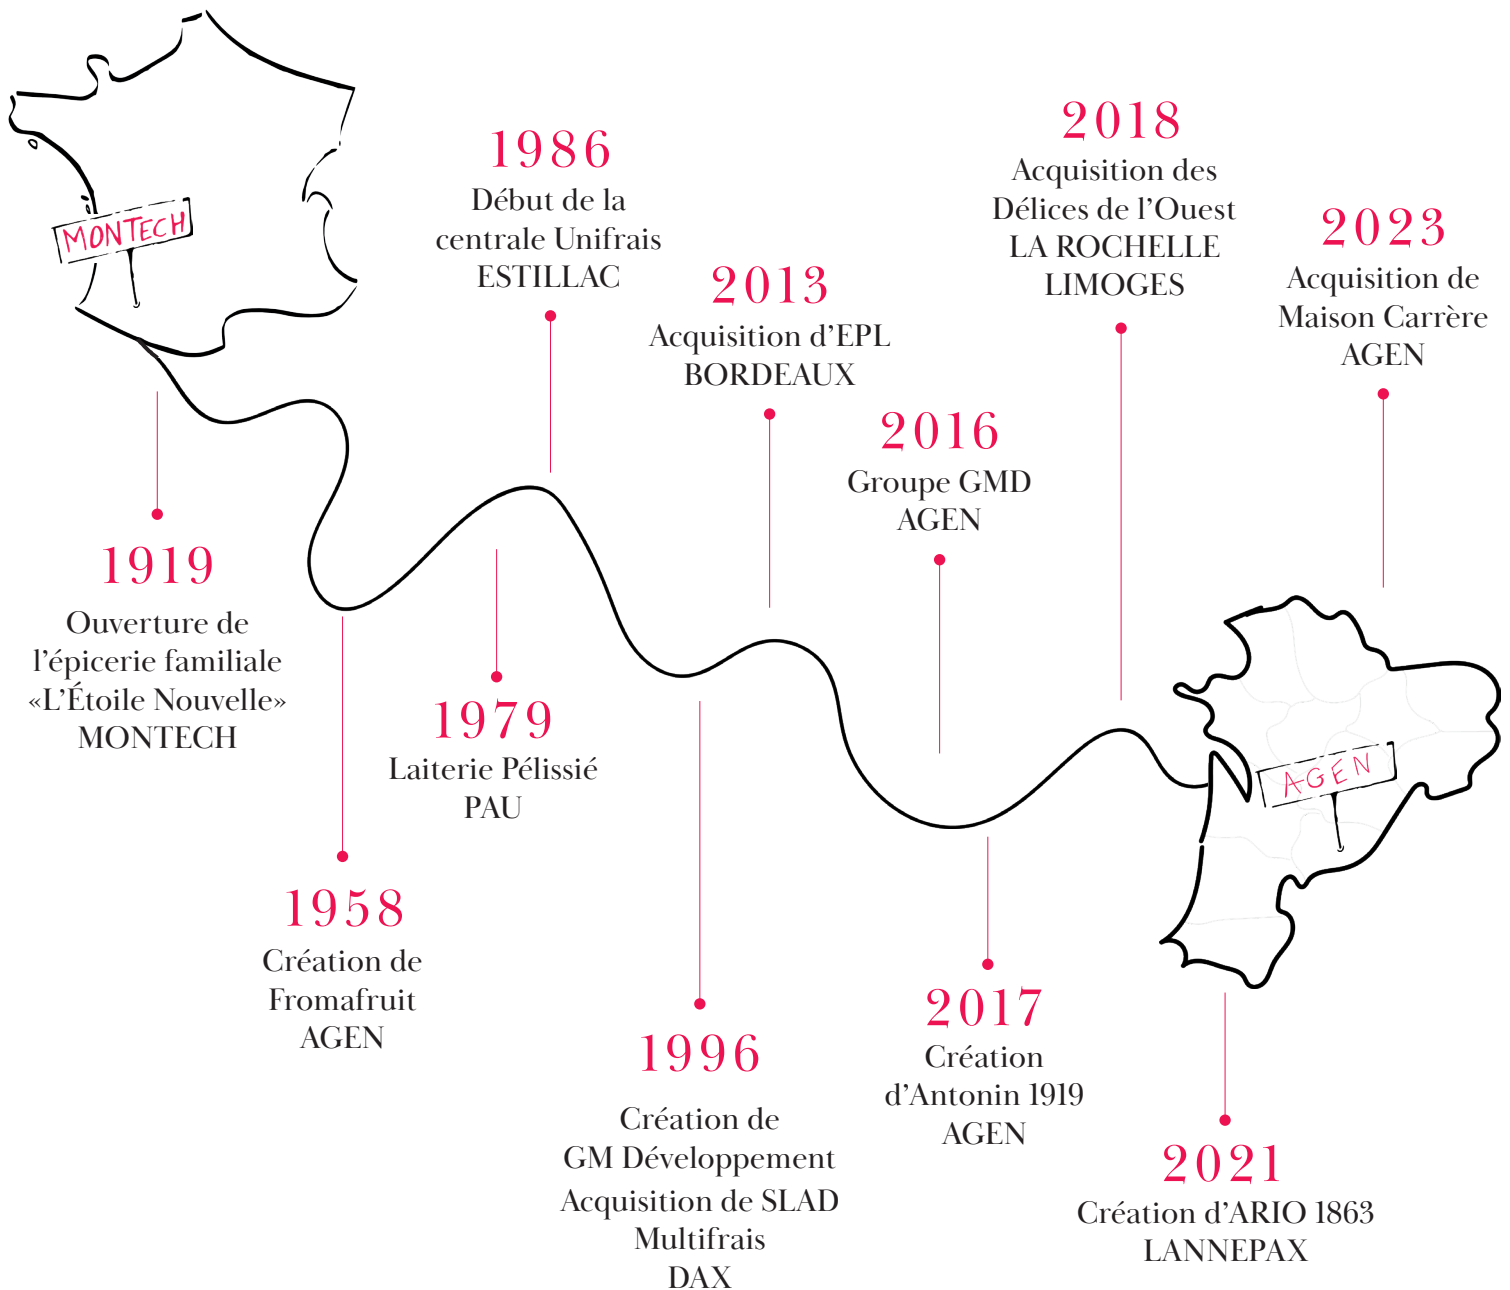 MONTECH
1919
Ouverture de
l'épicerie familiale
«L'Étoile Nouvelle»
MONTECH
1958
Création de
Fromafruit
AGEN
1979
Laiterie Pélissié
PAU
1986
Début de la
centrale Unifrais
ESTILLAC
1996
Création de
GM Développement
Acquisition de SLAD
Multifrais
DAX
2013
Acquisition d'EPL
BORDEAUX
2016
Groupe GMD
AGEN
2017
Création
d'Antonin 1919
AGEN
2018
Acquisition des
Délices de l'Ouest
LA ROCHELLE
LIMOGES
2021
Création d'ARIO 1863
LANNEPAX
2023
Acquisition de
Maison Carrère
AGEN
AGEN